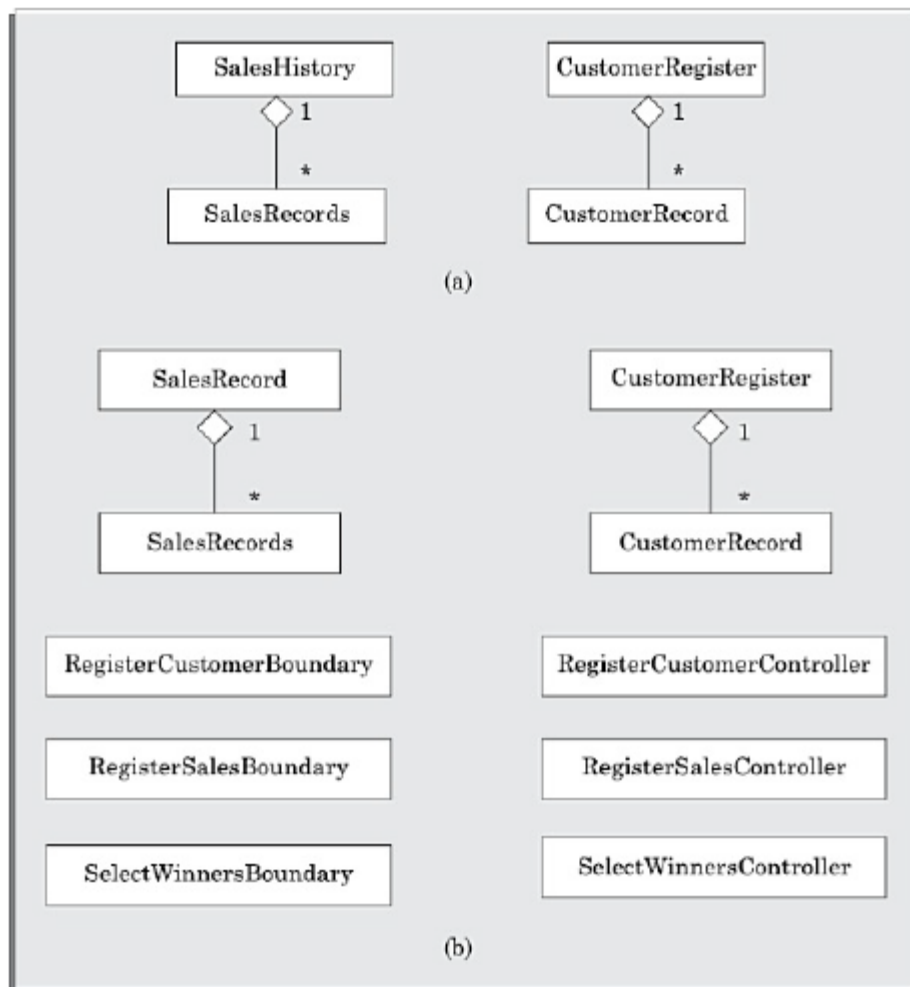 SalesHistory CustomerRegister
1 1
* *
SalesRecords CustomerRecord
(a)
SalesRecord CustomerRegister
1 1
* *
SalesRecords CustomerRecord
RegisterCustomerBoundary RegisterCustomerController
RegisterSalesBoundary RegisterSalesController
SelectWinnersBoundary SelectWinnersController
(b)